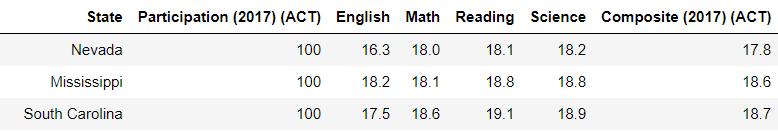 State Participation (2017) (ACT) English Math Reading Science Composite (2017) (ACT)
Nevada 100 16.3 18.0 18.1 18.2 17.8
Mississippi 100 18.2 18.1 18.8 18.8 18.6
South Carolina 100 17.5 18.6 19.1 18.9 18.7